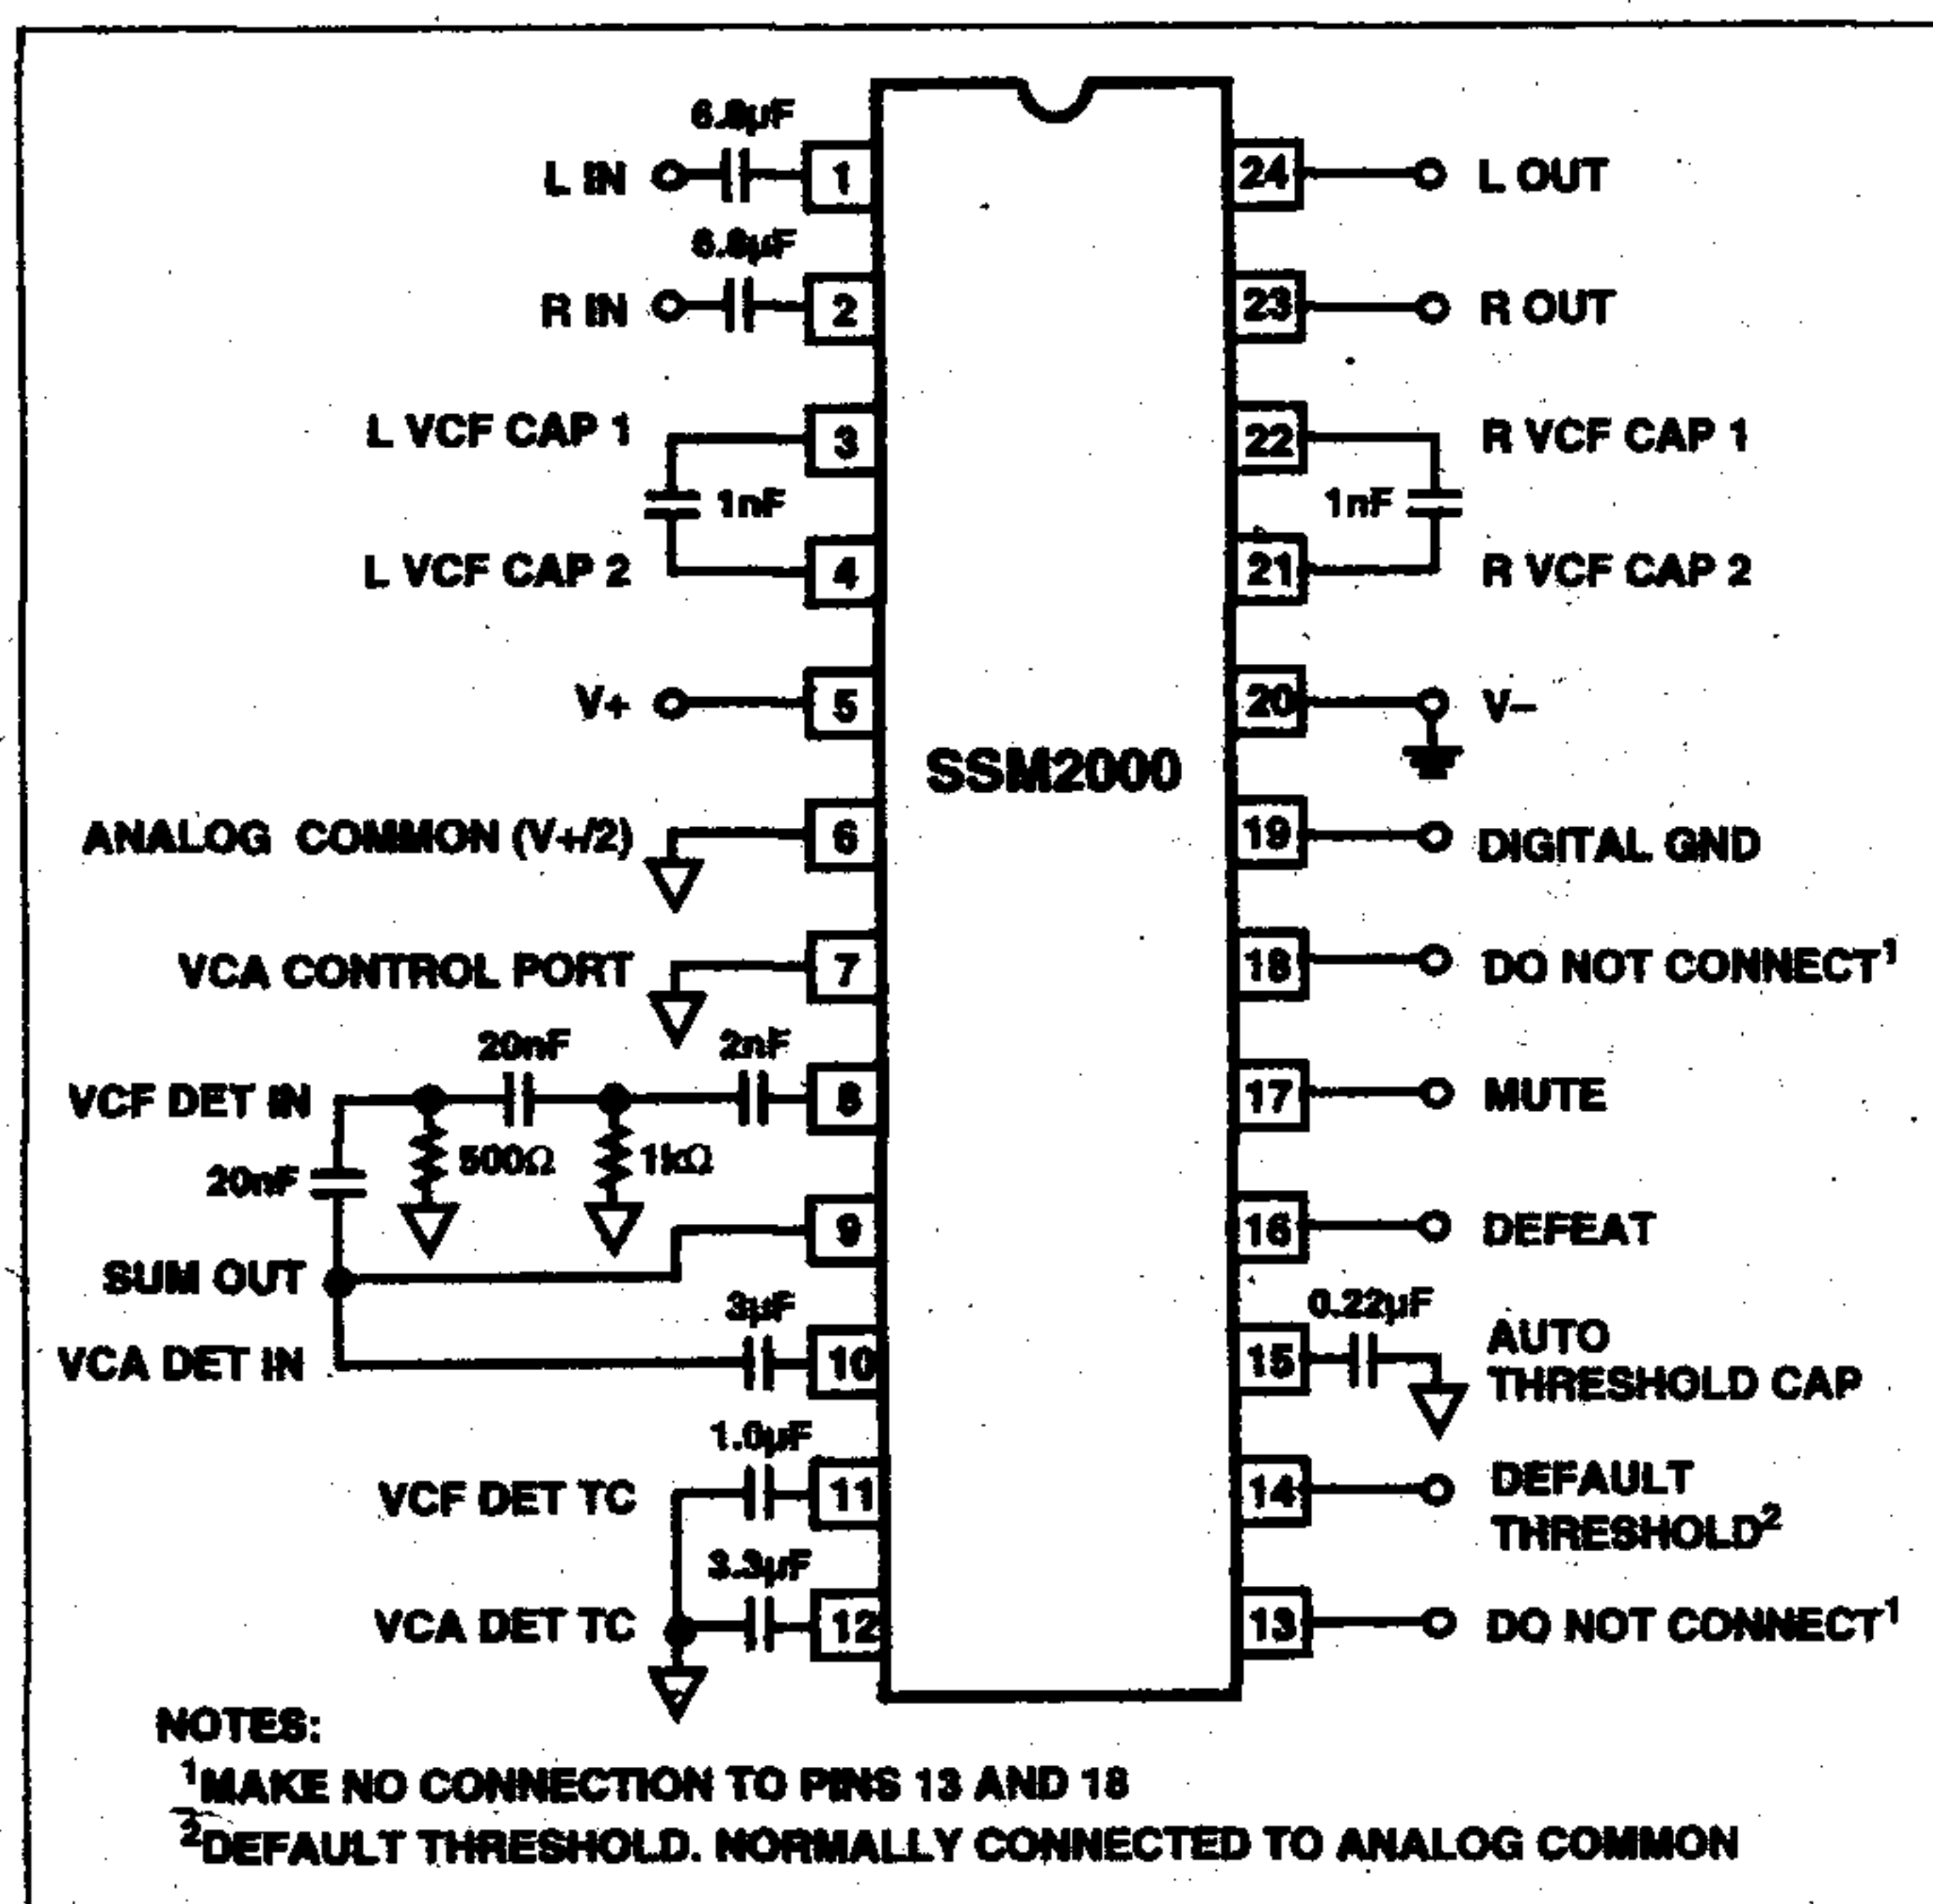 6.8µF
L IN
1
24
L OUT
6.8µF
R IN
2
23
R OUT
L VCF CAP 1
3
22
R VCF CAP 1
1nF
1nF
L VCF CAP 2
4
21
R VCF CAP 2
V+
5
20
V–
SSM2000
ANALOG COMMON (V+/2)
6
19
DIGITAL GND
VCA CONTROL PORT
7
18
DO NOT CONNECT¹
20nF
2nF
VCF DET IN
8
17
MUTE
500Ω
1kΩ
20nF
9
16
DEFEAT
SUM OUT
3µF
0.22µF
VCA DET IN
10
15
AUTO
THRESHOLD CAP
1.0µF
VCF DET TC
11
14
DEFAULT
THRESHOLD²
3.3µF
VCA DET TC
12
13
DO NOT CONNECT¹
NOTES:
¹MAKE NO CONNECTION TO PINS 13 AND 18
²DEFAULT THRESHOLD. NORMALLY CONNECTED TO ANALOG COMMON